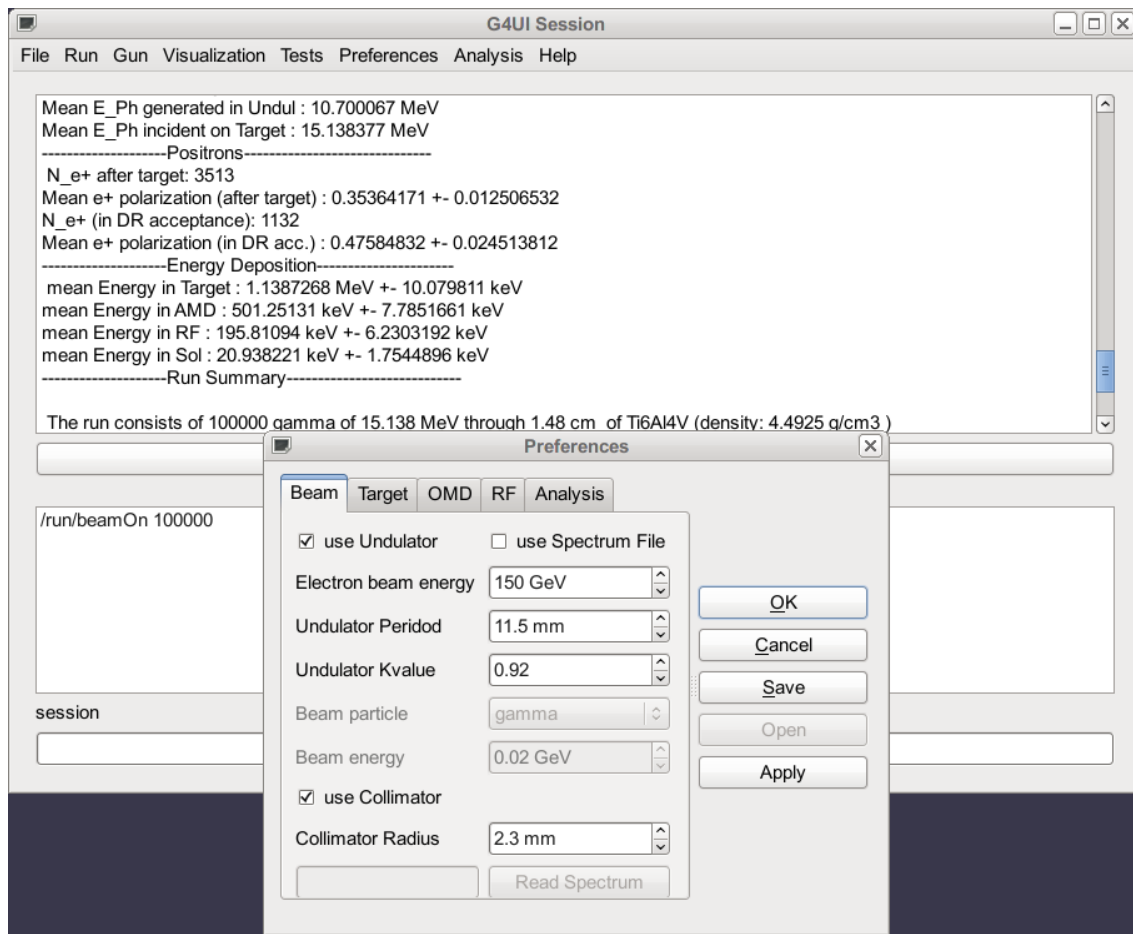 G4UI Session
File Run Gun Visualization Tests Preferences Analysis Help
Mean E_Ph generated in Undul : 10.700067 MeV
Mean E_Ph incident on Target : 15.138377 MeV
--------------------Positrons------------------------------
N_e+ after target: 3513
Mean e+ polarization (after target) : 0.35364171 +- 0.012506532
N_e+ (in DR acceptance): 1132
Mean e+ polarization (in DR acc.) : 0.47584832 +- 0.024513812
--------------------Energy Deposition----------------------
mean Energy in Target : 1.1387268 MeV +- 10.079811 keV
mean Energy in AMD : 501.25131 keV +- 7.7851661 keV
mean Energy in RF : 195.81094 keV +- 6.2303192 keV
mean Energy in Sol : 20.938221 keV +- 1.7544896 keV
--------------------Run Summary----------------------------
The run consists of 100000 gamma of 15.138 MeV through 1.48 cm of Ti6Al4V (density: 4.4925 g/cm3 )
/run/beamOn 100000
session
Preferences
Beam Target OMD RF Analysis
use Undulator use Spectrum File
Electron beam energy 150 GeV
Undulator Peridod 11.5 mm
Undulator Kvalue 0.92
Beam particle gamma
Beam energy 0.02 GeV
use Collimator
Collimator Radius 2.3 mm
Read Spectrum
OK
Cancel
Save
Open
Apply